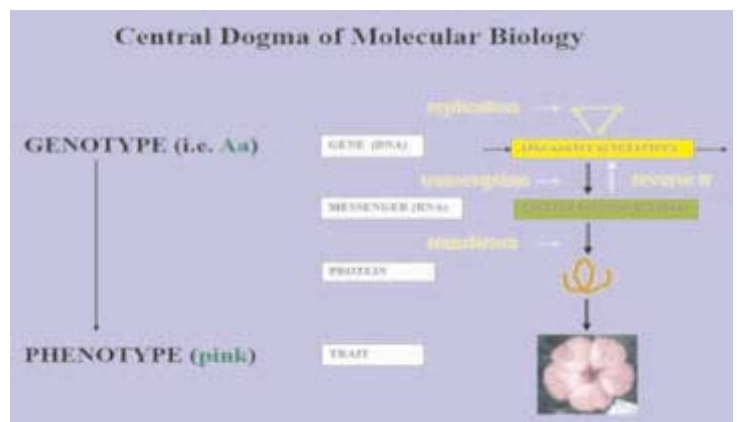 Central Dogma of Molecular Biology
replication
GENOTYPE (i.e. Aa)
GENE (DNA)
transcription
reverse tr
MESSENGER (RNA)
translation
PROTEIN
PHENOTYPE (pink)
TRAIT